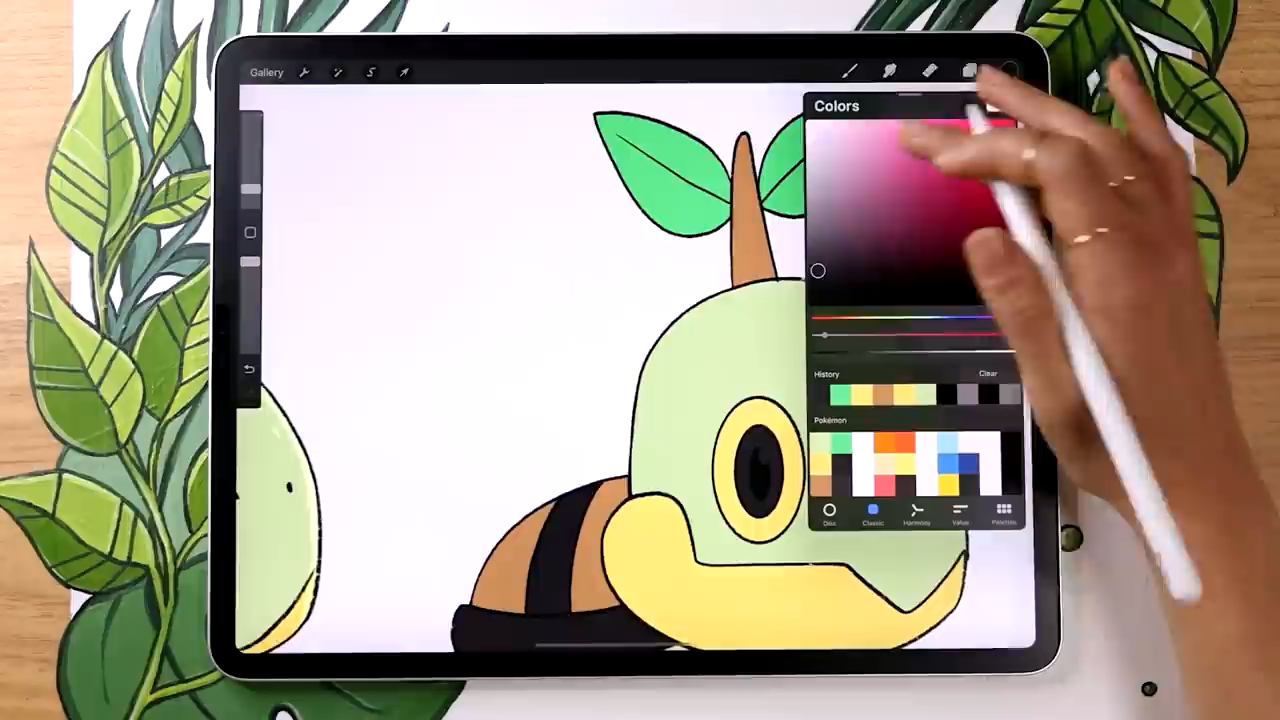 Gallery
Colors
History Clear
Pokémon
Disc Classic Harmony Value Palettes